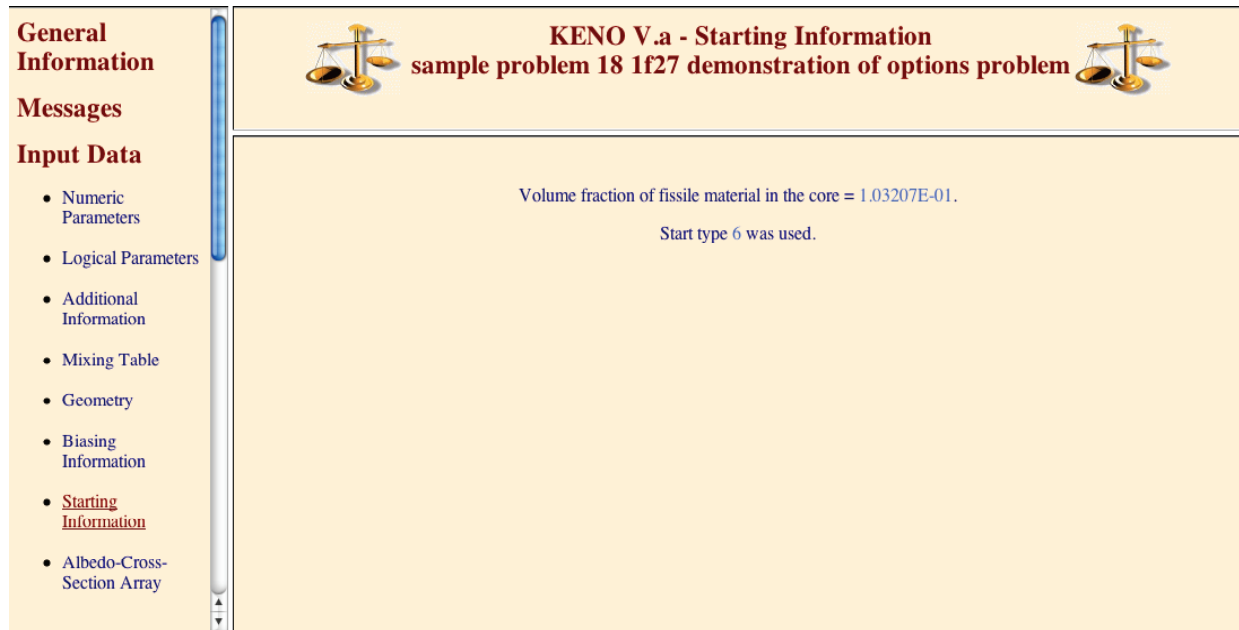 General
Information
Messages
Input Data
Numeric
Parameters
Logical Parameters
Additional
Information
Mixing Table
Geometry
Biasing
Information
Starting
Information
Albedo-Cross-
Section Array
KENO V.a - Starting Information
sample problem 18 1f27 demonstration of options problem
Volume fraction of fissile material in the core = 1.03207E-01.
Start type 6 was used.